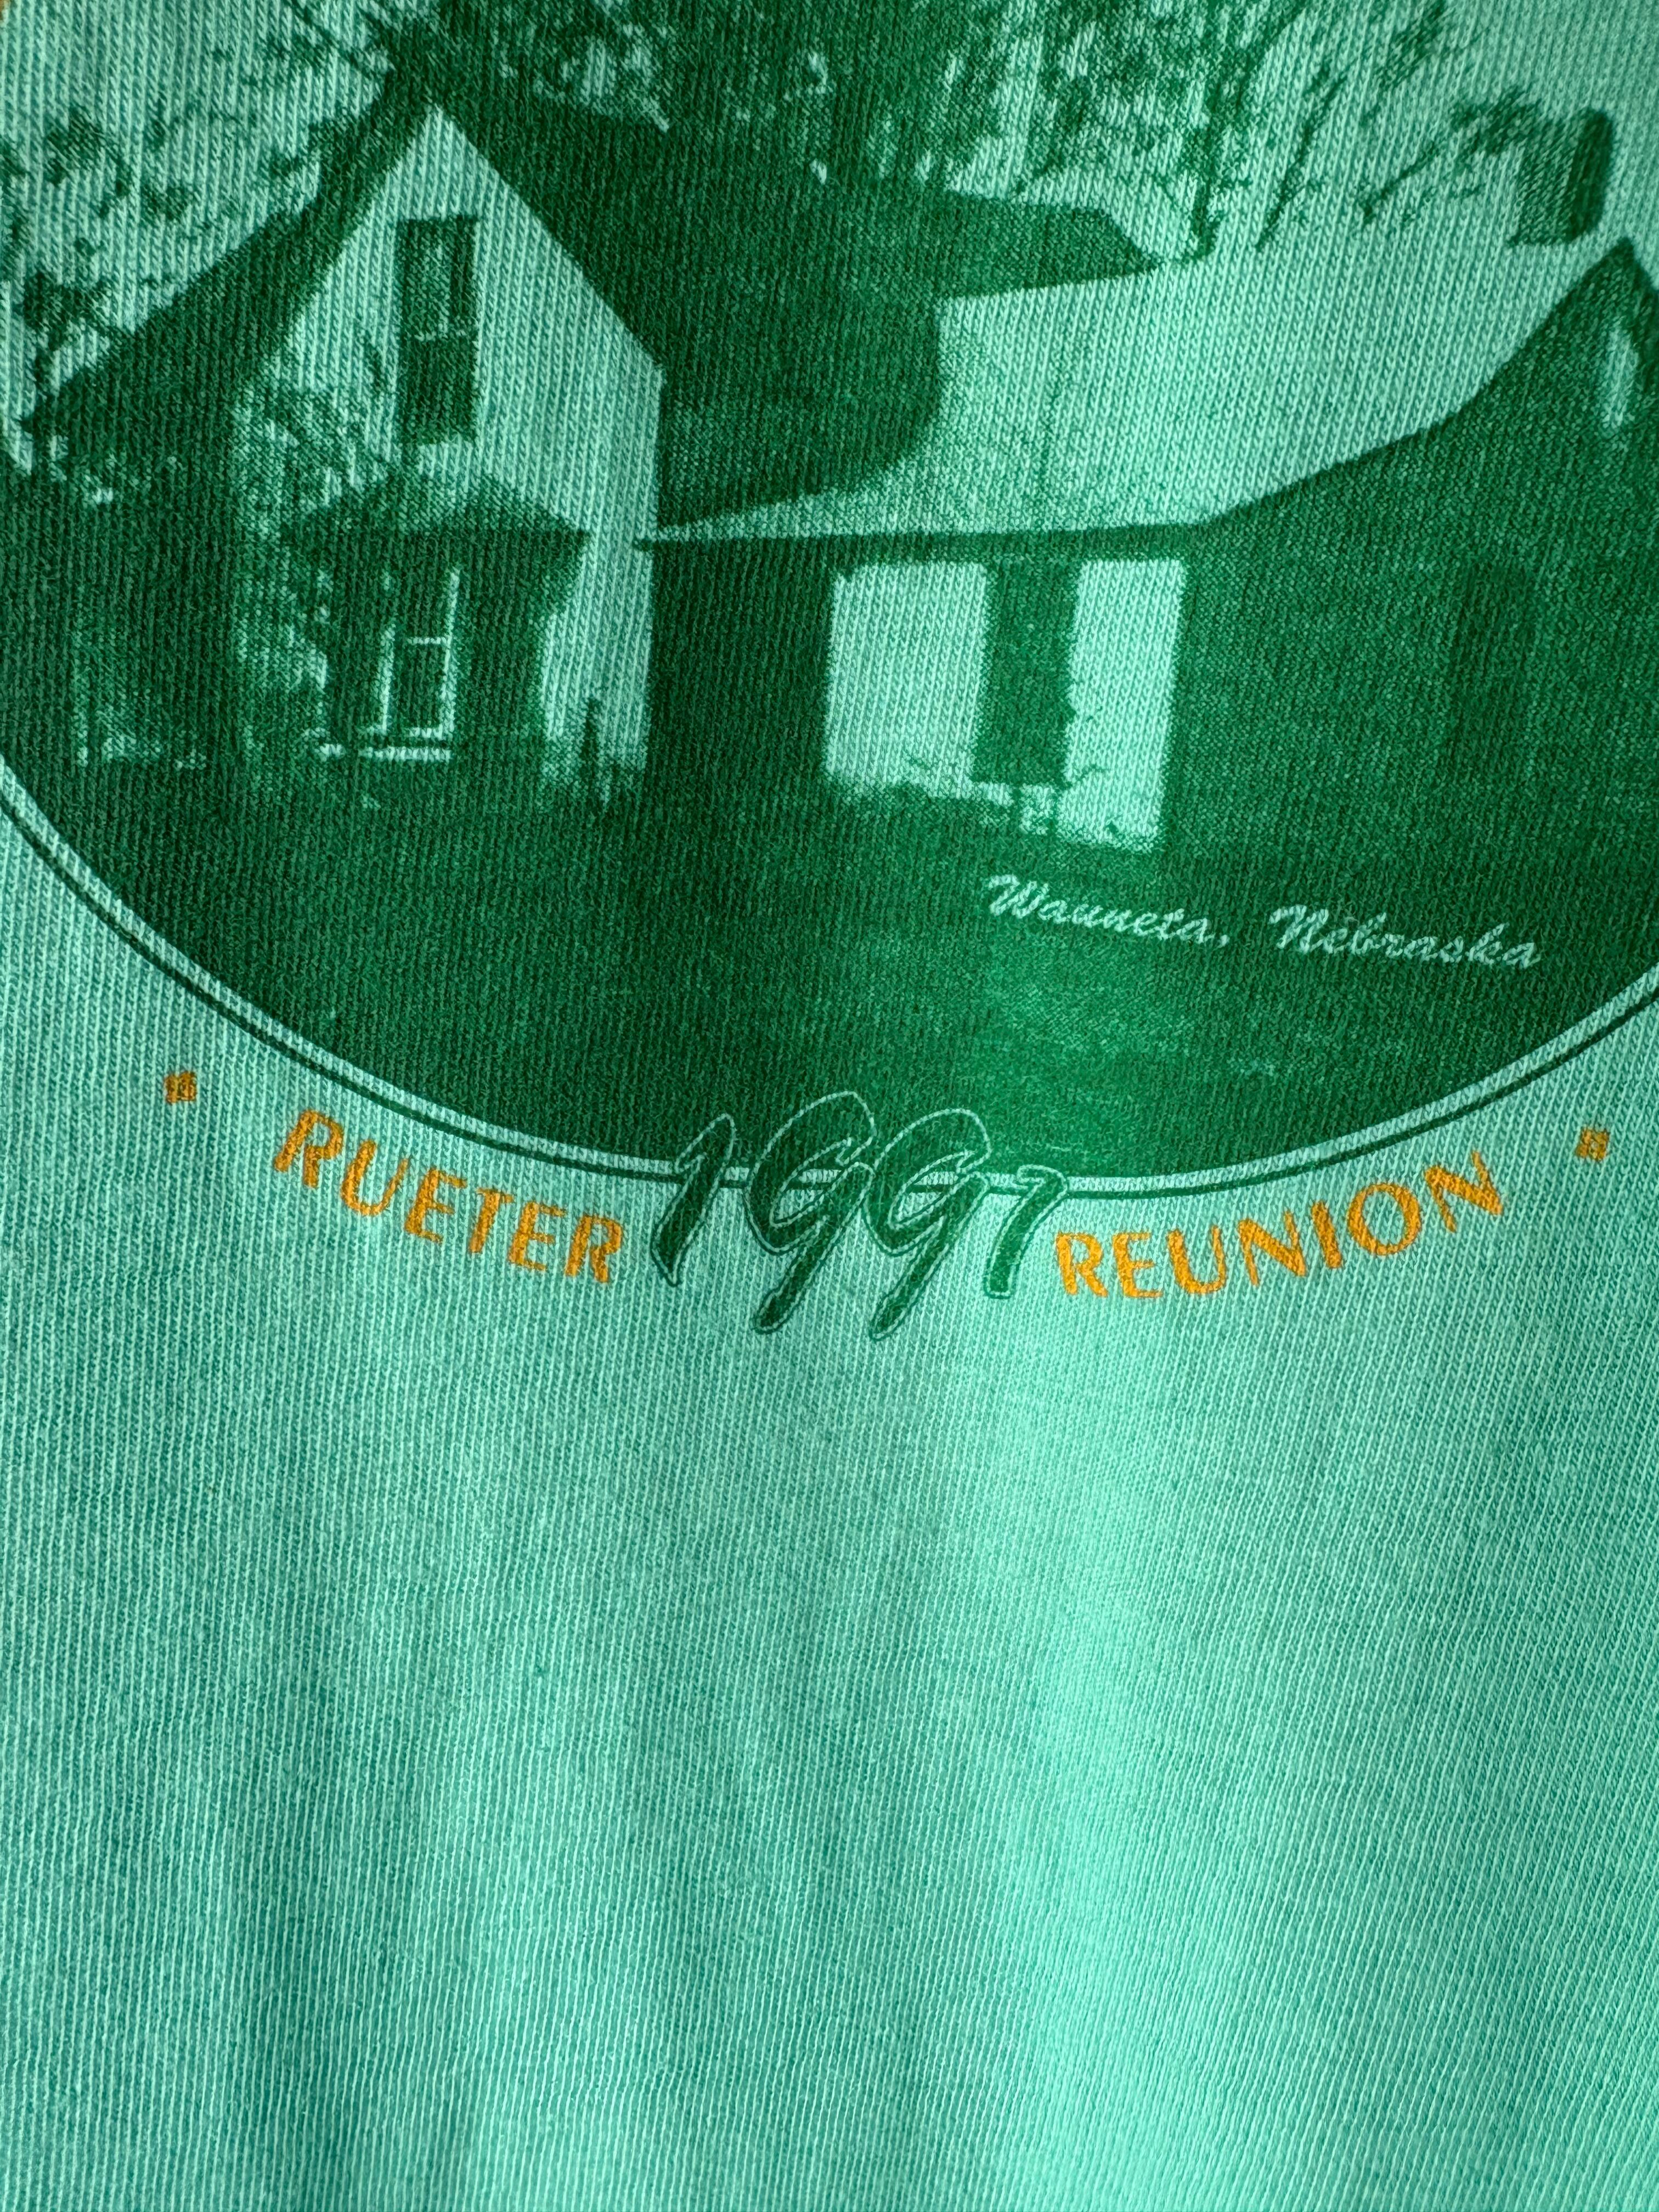 Wauneta, Nebraska
RUETER 1997 REUNION